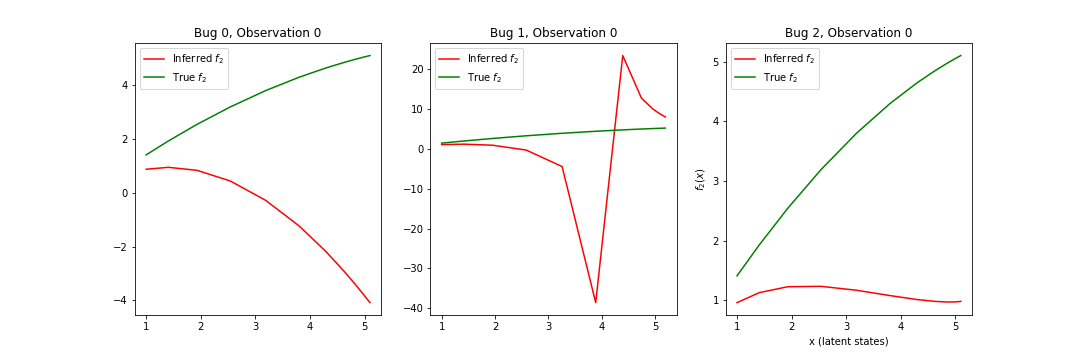 Bug 0, Observation 0
Inferred f₂
True f₂
4
2
0
−2
−4
1
2
3
4
5
Bug 1, Observation 0
Inferred f₂
True f₂
20
10
0
−10
−20
−30
−40
1
2
3
4
5
Bug 2, Observation 0
Inferred f₂
True f₂
f₂(x)
5
4
3
2
1
1
2
3
4
5
x (latent states)